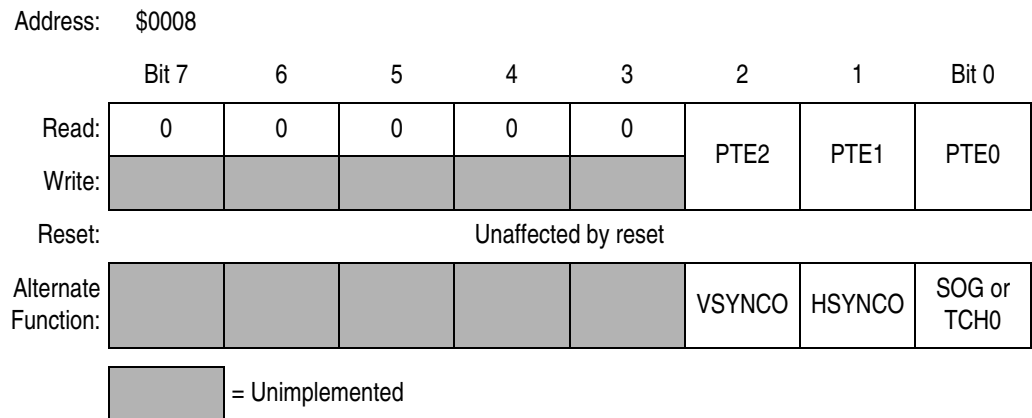 Address: $0008
Bit 7 6 5 4 3 2 1 Bit 0
Read: 0 0 0 0 0 PTE2 PTE1 PTE0
Write:
Reset: Unaffected by reset
Alternate Function: VSYNCO HSYNCO SOG or TCH0
= Unimplemented